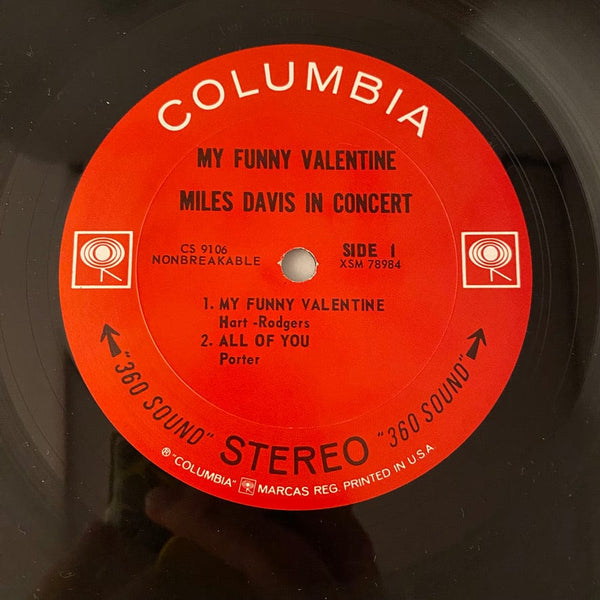 COLUMBIA
MY FUNNY VALENTINE
MILES DAVIS IN CONCERT
CS 9106
NONBREAKABLE
SIDE 1
XSM 78984
1. MY FUNNY VALENTINE
Hart -Rodgers
2. ALL OF YOU
Porter
"360 SOUND" STEREO "360 SOUND"
® "COLUMBIA" MARCAS REG. PRINTED IN U.S.A.